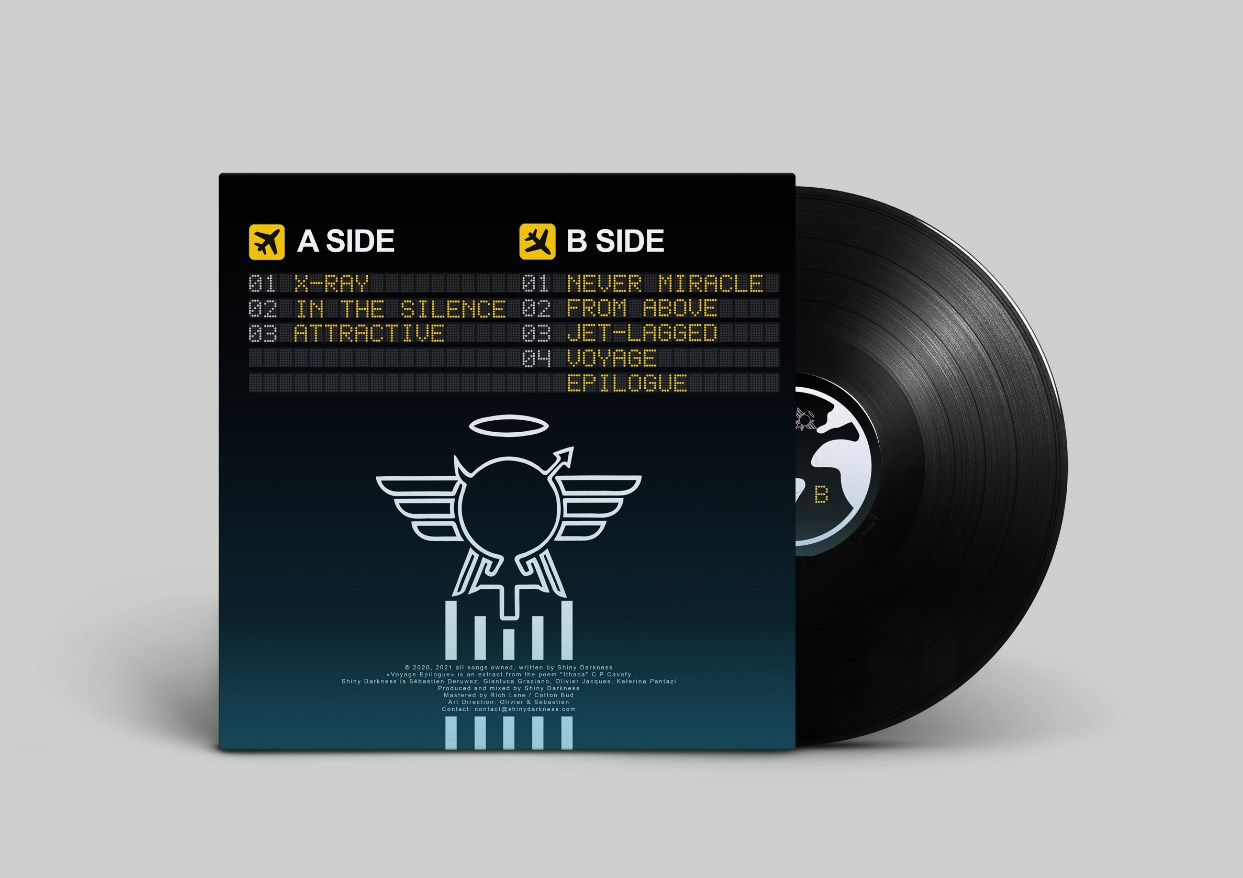 A SIDE
01 X-RAY
02 IN THE SILENCE
03 ATTRACTIVE
B SIDE
01 NEVER MIRACLE
02 FROM ABOVE
03 JET-LAGGED
04 VOYAGE
EPILOGUE
B
© 2020, 2021 all songs owned, written by Shiny Darkness
«Voyage Epilogue» is an extract from the poem "Ithaca" C.P Cavafy
Shiny Darkness is Sébastien Deruwez, Gianluca Graziano, Olivier Jacques, Katerina Pantazi
Produced and mixed by Shiny Darkness
Mastered by Rich Lane / Cotton Bud
Art Direction: Olivier & Sébastien
Contact: contact@shinydarkness.com